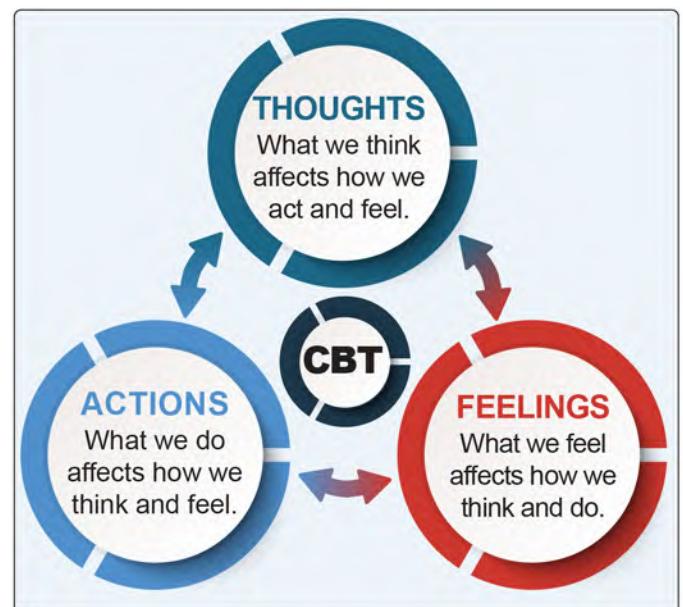 THOUGHTS
What we think
affects how we
act and feel.
CBT
ACTIONS
What we do
affects how we
think and feel.
FEELINGS
What we feel
affects how we
think and do.